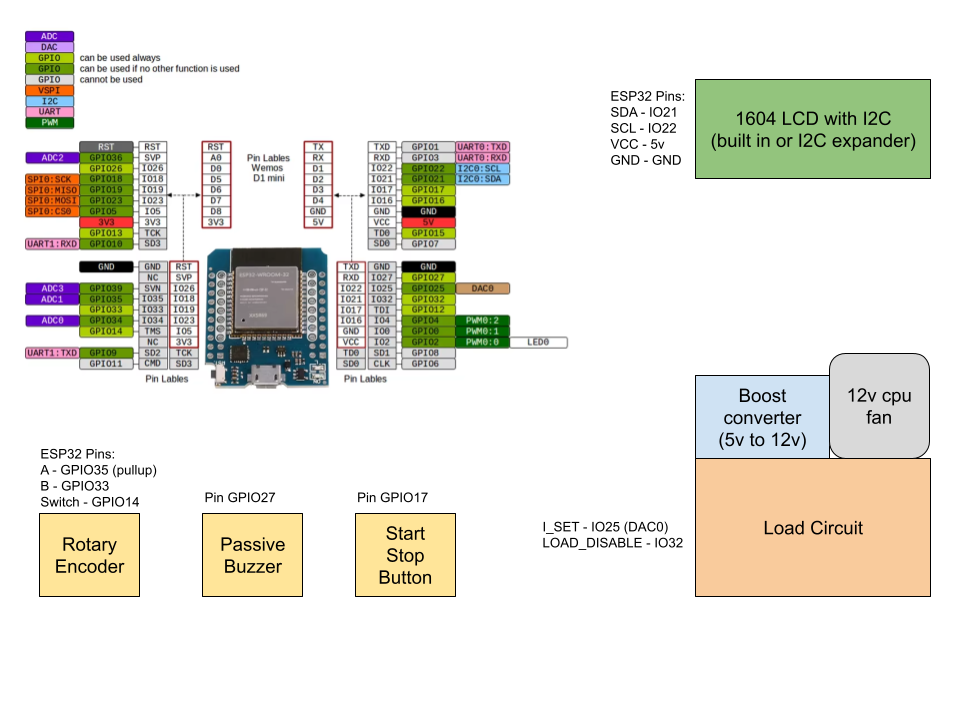 ADC
DAC
GPIO can be used always
GPIO can be used if no other function is used
GPIO cannot be used
VSPI
I2C
UART
PWM
ESP32 Pins:
SDA - IO21
SCL - IO22
VCC - 5v
GND - GND
1604 LCD with I2C
(built in or I2C expander)
Pin Lables
Wemos
D1 mini
RST RST RST TX TXD GPIO1 UART0:TXD
ADC2 GPIO36 SVP A0 RX RXD GPIO3 UART0:RXD
GPIO26 IO26 D0 D1 IO22 GPIO22 I2C0:SCL
SPI0:SCK GPIO18 IO18 D5 D2 IO21 GPIO21 I2C0:SDA
SPI0:MISO GPIO19 IO19 D6 D3 IO17 GPIO17
SPI0:MOSI GPIO23 IO23 D7 D4 IO16 GPIO16
SPI0:CS0 GPIO5 IO5 D8 GND GND GND
3V3 3V3 3V3 5V VCC 5V
GPIO13 TCK TD0 GPIO15
UART1:RXD GPIO10 SD3 SD0 GPIO7
GND GND RST TXD GND GND
NC SVP RXD IO27 GPIO27
ADC3 GPIO39 SVN IO26 IO22 IO25 GPIO25 DAC0
ADC1 GPIO35 IO35 IO18 IO21 IO32 GPIO32
GPIO33 IO33 IO19 IO17 TDI GPIO12
ADC0 GPIO34 IO34 IO23 IO16 IO4 GPIO4 PWM0:2
GPIO14 TMS IO5 GND IO0 GPIO0 PWM0:1
NC 3V3 VCC IO2 GPIO2 PWM0:0 LED0
UART1:TXD GPIO9 SD2 TCK TD0 SD1 GPIO8
GPIO11 CMD SD3 SD0 CLK GPIO6
Pin Lables Pin Lables
ESP32-WROOM-32
Boost
converter
(5v to 12v)
12v cpu
fan
ESP32 Pins:
A - GPIO35 (pullup)
B - GPIO33
Switch - GPIO14
Rotary
Encoder
Pin GPIO27
Passive
Buzzer
Pin GPIO17
Start
Stop
Button
I_SET - IO25 (DAC0)
LOAD_DISABLE - IO32
Load Circuit